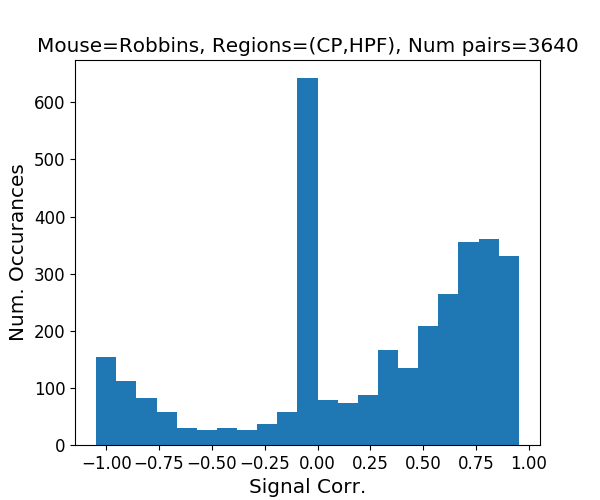 Mouse=Robbins, Regions=(CP,HPF), Num pairs=3640
Num. Occurances
600
500
400
300
200
100
0
−1.00 −0.75 −0.50 −0.25 0.00 0.25 0.50 0.75 1.00
Signal Corr.